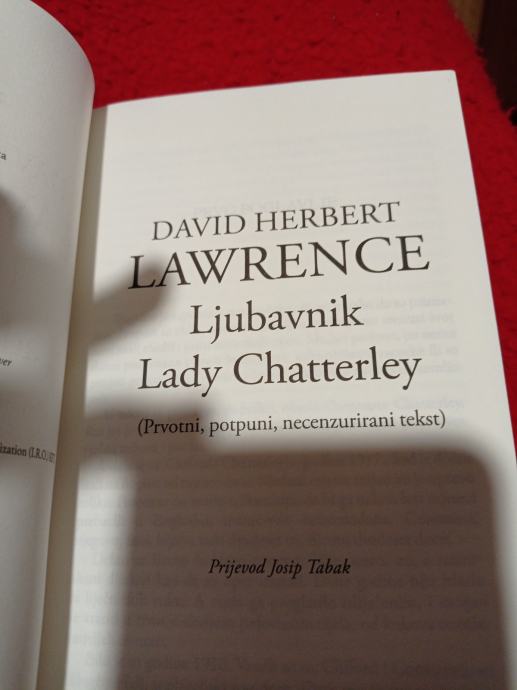 DAVID HERBERT
LAWRENCE
Ljubavnik
Lady Chatterley
(Prvotni, potpuni, necenzurirani tekst)
Prijevod Josip Tabak